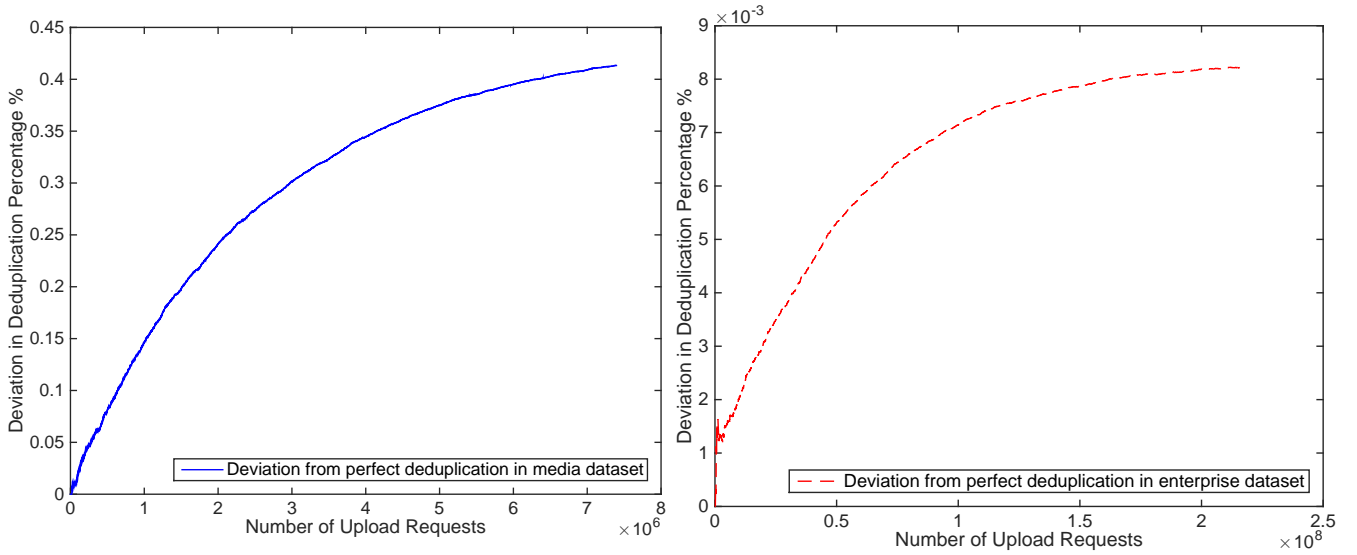 Deviation in Deduplication Percentage %
0.45
0.4
0.35
0.3
0.25
0.2
0.15
0.1
0.05
0
Deviation from perfect deduplication in media dataset
0 1 2 3 4 5 6 7 8
Number of Upload Requests
×10^6
Deviation in Deduplication Percentage %
×10^-3
9
8
7
6
5
4
3
2
1
0
Deviation from perfect deduplication in enterprise dataset
0 0.5 1 1.5 2 2.5
Number of Upload Requests
×10^8